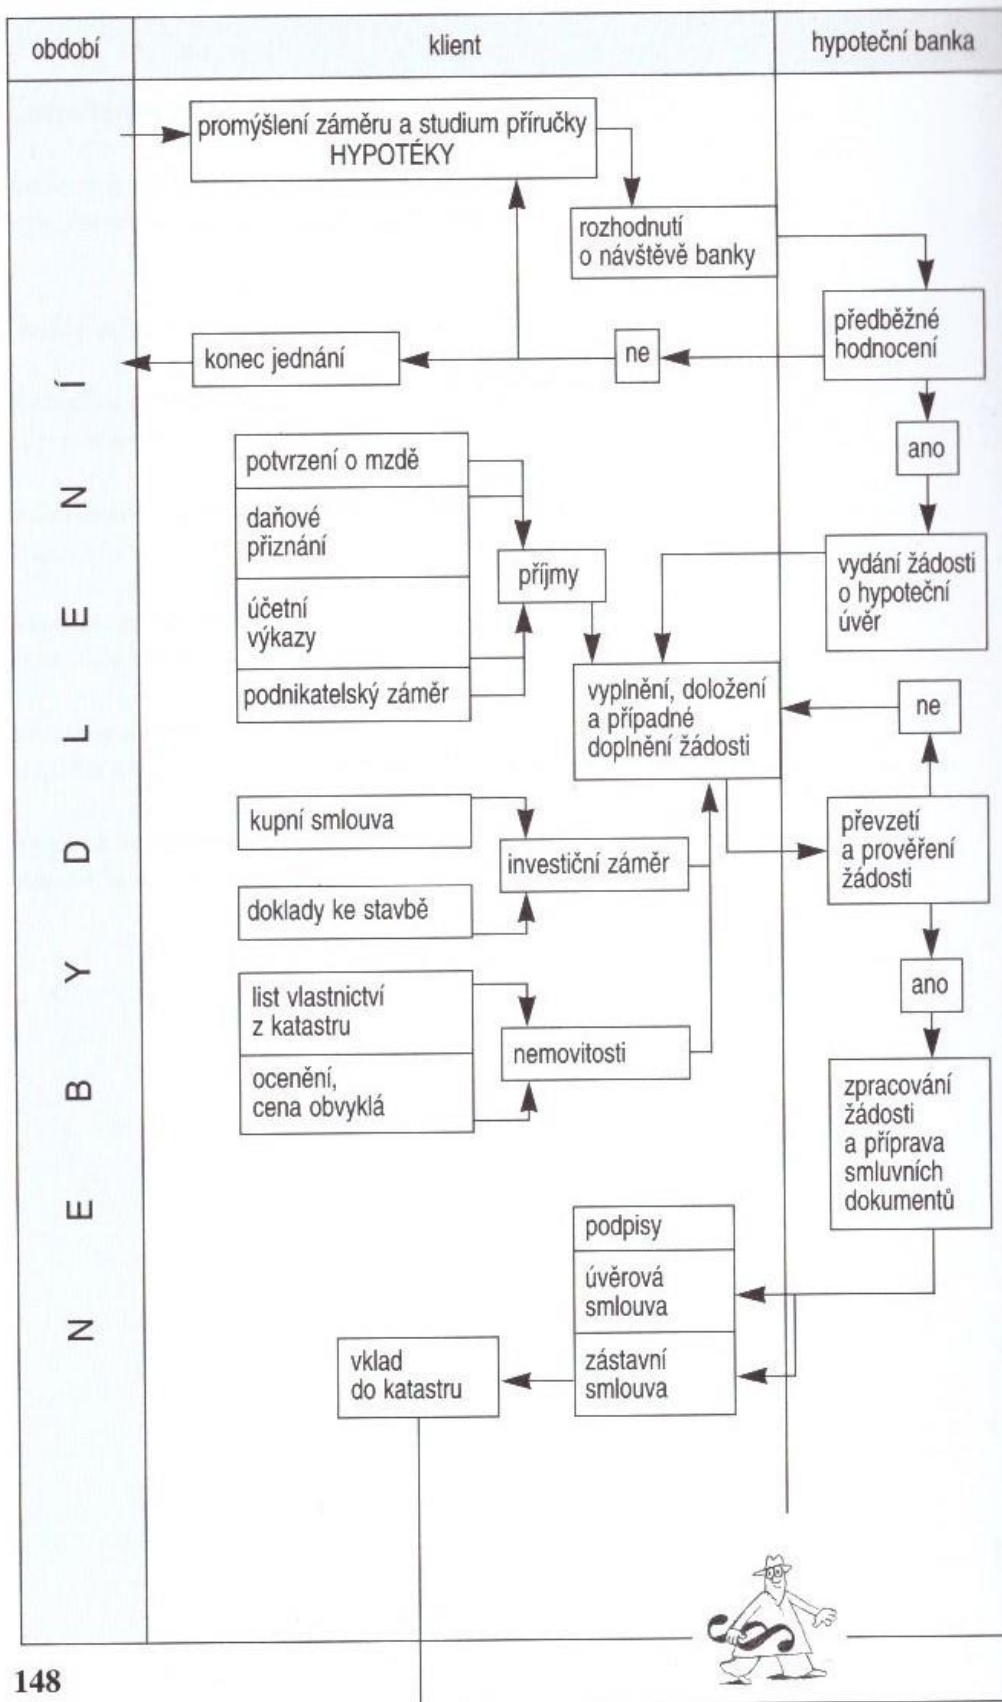 období
klient
hypoteční banka
promýšlení záměru a studium příručky
HYPOTÉKY
rozhodnutí
o návštěvě banky
předběžné
hodnocení
ne
konec jednání
ano
potvrzení o mzdě
daňové
přiznání
účetní
výkazy
podnikatelský záměr
příjmy
vydání žádosti
o hypoteční
úvěr
vyplnění, doložení
a případné
doplnění žádosti
ne
kupní smlouva
doklady ke stavbě
investiční záměr
převzetí
a prověření
žádosti
ano
list vlastnictví
z katastru
ocenění,
cena obvyklá
nemovitosti
zpracování
žádosti
a příprava
smluvních
dokumentů
podpisy
úvěrová
smlouva
zástavní
smlouva
vklad
do katastru
NEBYDLENÍ
148